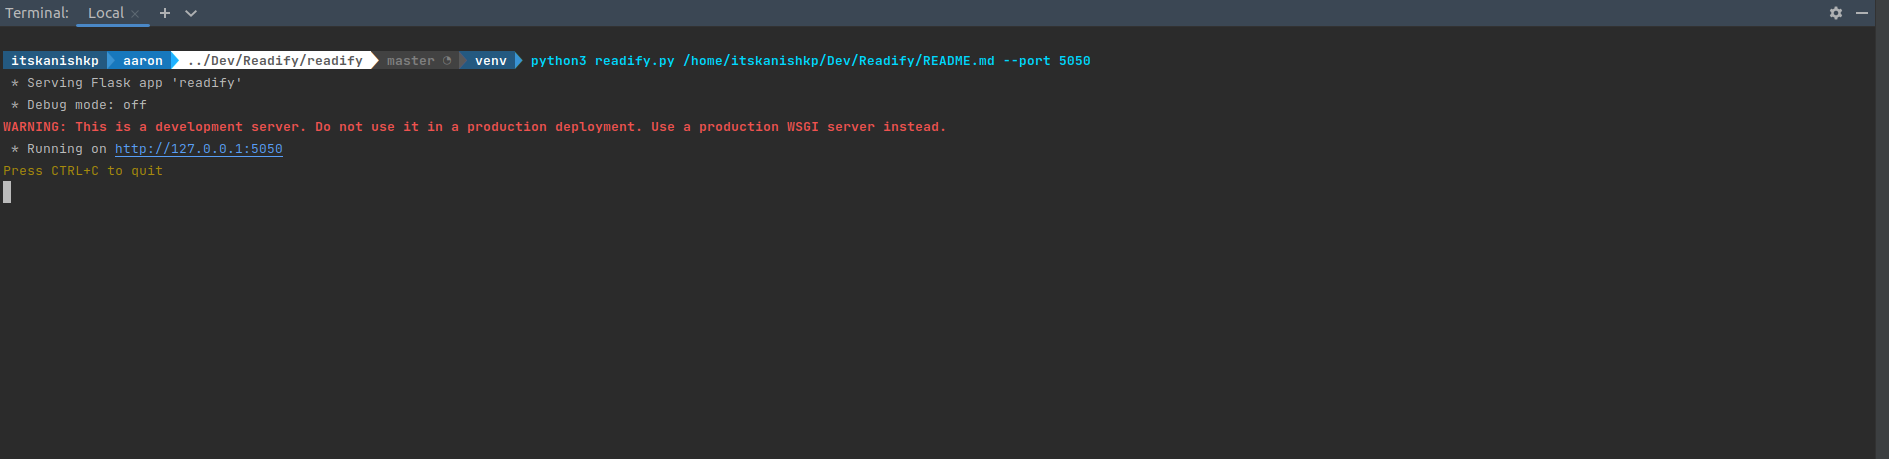 Terminal: Local × + 
itskanishkp aaron ../Dev/Readify/readify master venv python3 readify.py /home/itskanishkp/Dev/Readify/README.md --port 5050
* Serving Flask app 'readify'
* Debug mode: off
WARNING: This is a development server. Do not use it in a production deployment. Use a production WSGI server instead.
* Running on http://127.0.0.1:5050
Press CTRL+C to quit